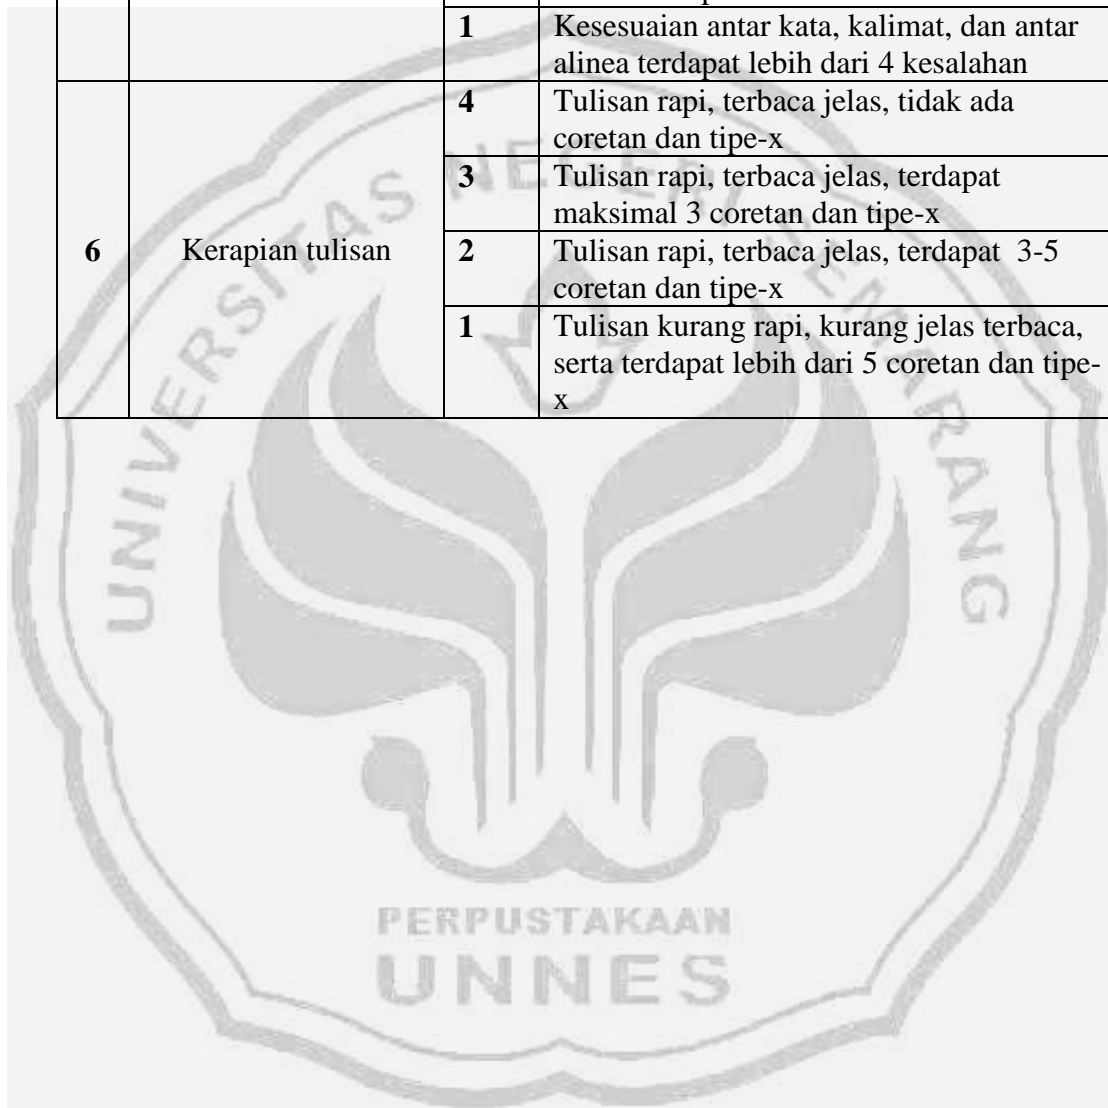 1 Kesesuaian antar kata, kalimat, dan antar
alinea terdapat lebih dari 4 kesalahan
4 Tulisan rapi, terbaca jelas, tidak ada
coretan dan tipe-x
3 Tulisan rapi, terbaca jelas, terdapat
maksimal 3 coretan dan tipe-x
6 Kerapian tulisan 2 Tulisan rapi, terbaca jelas, terdapat 3-5
coretan dan tipe-x
1 Tulisan kurang rapi, kurang jelas terbaca,
serta terdapat lebih dari 5 coretan dan tipe-
x
UNIVERSITAS NEGERI SEMARANG
PERPUSTAKAAN
UNNES